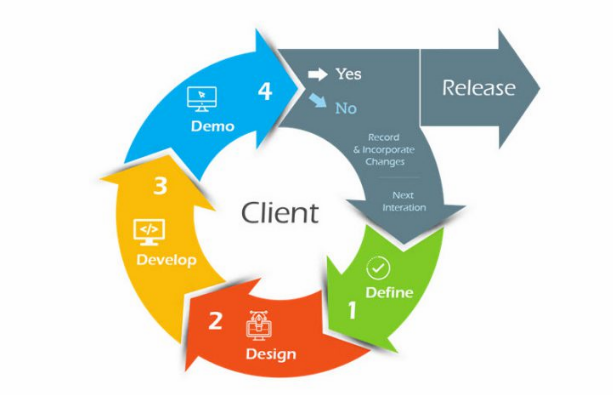 4
Demo
Yes
No
Release
Record
& Incorporate
Changes
Next
Interation
3
</>
Develop
Client
Define
1
2
Design